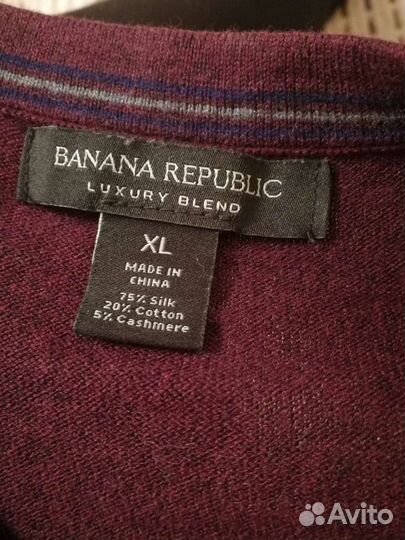 BANANA REPUBLIC
LUXURY BLEND
XL
MADE IN
CHINA
75% Silk
20% Cotton
5% Cashmere
Avito